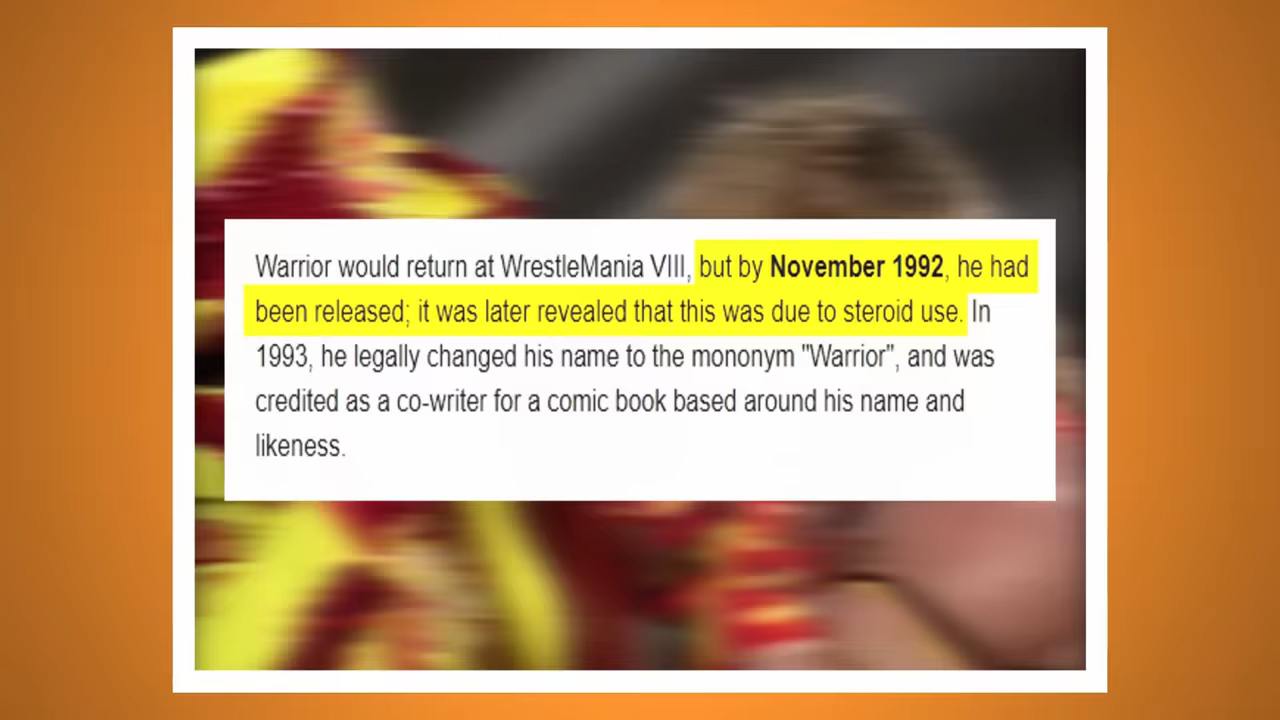 Warrior would return at WrestleMania VIII, but by November 1992, he had
been released; it was later revealed that this was due to steroid use. In
1993, he legally changed his name to the mononym "Warrior", and was
credited as a co-writer for a comic book based around his name and
likeness.